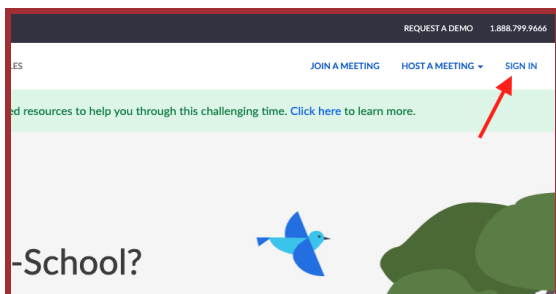 REQUEST A DEMO 1.888.799.9666
JOIN A MEETING HOST A MEETING SIGN IN
ed resources to help you through this challenging time. Click here to learn more.
-School?